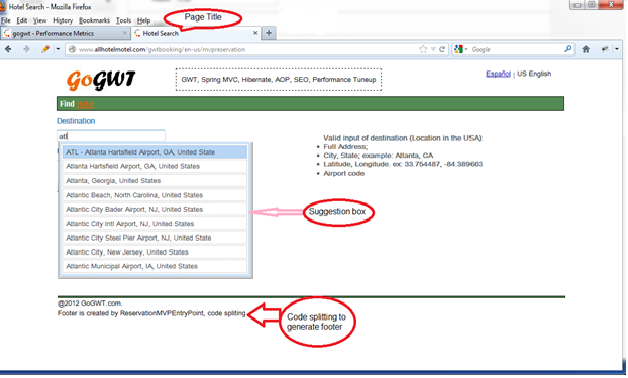 Hotel Search - Mozilla Firefox
File Edit View History Bookmarks Tools Help
Page Title
gogwt - Performance Metrics × Hotel Search × +
www.allhotelmotel.com/gwtbooking/en-us/mvpreservation
Google
GoGWT
GWT, Spring MVC, Hibernate, AOP, SEO, Performance Tuneup
Español | US English
Find
Destination
atl
Valid input of destination (Location in the USA):
• Full Address;
• City, State; example: Atlanta, GA
• Latitude, Longitude. ex: 33.754487, -84.389663
• Airport code
ATL - Atlanta Hartsfield Airport, GA, United State
Atlanta Hartsfield Airport, GA, United States
Atlanta, Georgia, United States
Atlantic Beach, North Carolina, United States
Atlantic City Bader Airport, NJ, United States
Atlantic City Intl Airport, NJ, United States
Atlantic City Steel Pier Airport, NJ, United State
Atlantic City, New Jersey, United States
Atlantic Municipal Airport, IA, United States
Suggestion box
@2012 GoGWT.com.
Footer is created by ReservationMVPEntryPoint, code spliting
Code splitting to
generate footer